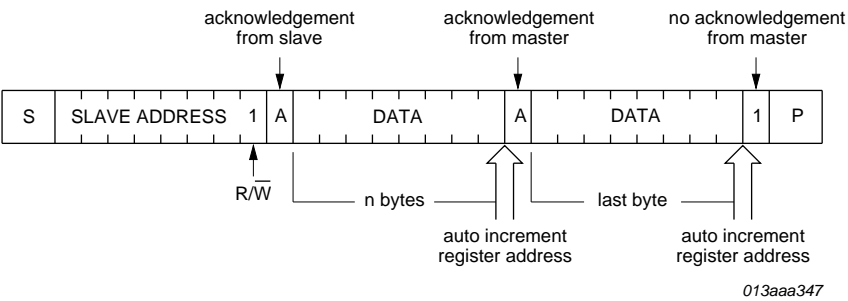 acknowledgement acknowledgement no acknowledgement
from slave from master from master
S SLAVE ADDRESS 1 A DATA A DATA 1 P
R/W̅
n bytes last byte
auto increment auto increment
register address register address
013aaa347